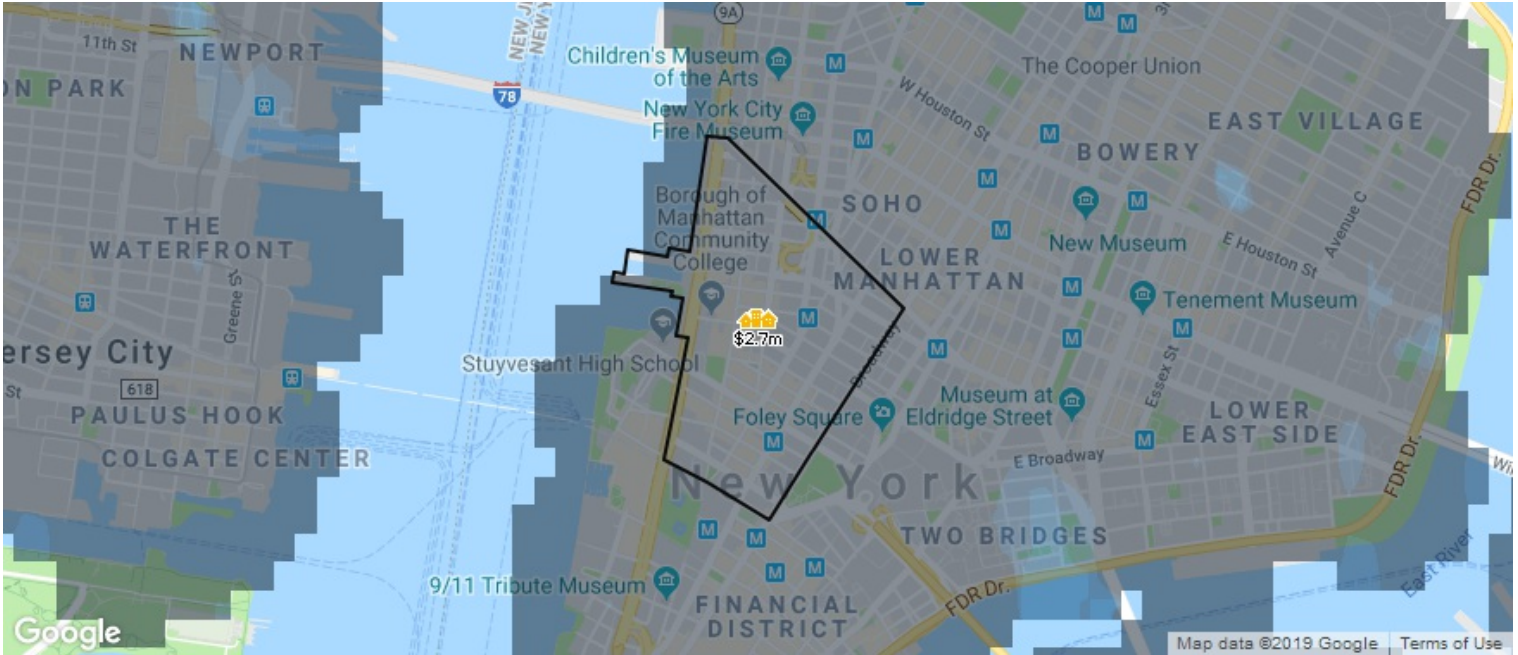 9A
11th St
NEWPORT
NEW J
NEW Y
Children's Museum
of the Arts
The Cooper Union
ON PARK
78
W Houston St
New York City
Fire Museum
EAST VILLAGE
BOWERY
FDR Dr.
Borough of
Manhattan
Community
College
SOHO
Avenue C
THE
WATERFRONT
New Museum
E Houston St
LOWER
MANHATTAN
Greene St
Tenement Museum
$2.7m
ersey City
Stuyvesant High School
Broadway
618
St
Essex St
Museum at
Eldridge Street
PAULUS HOOK
Foley Square
LOWER
EAST SIDE
COLGATE CENTER
E Broadway
FDR Dr.
New York
TWO BRIDGES
9/11 Tribute Museum
FDR Dr.
East River
FINANCIAL
DISTRICT
Google
Map data ©2019 Google
Terms of Use